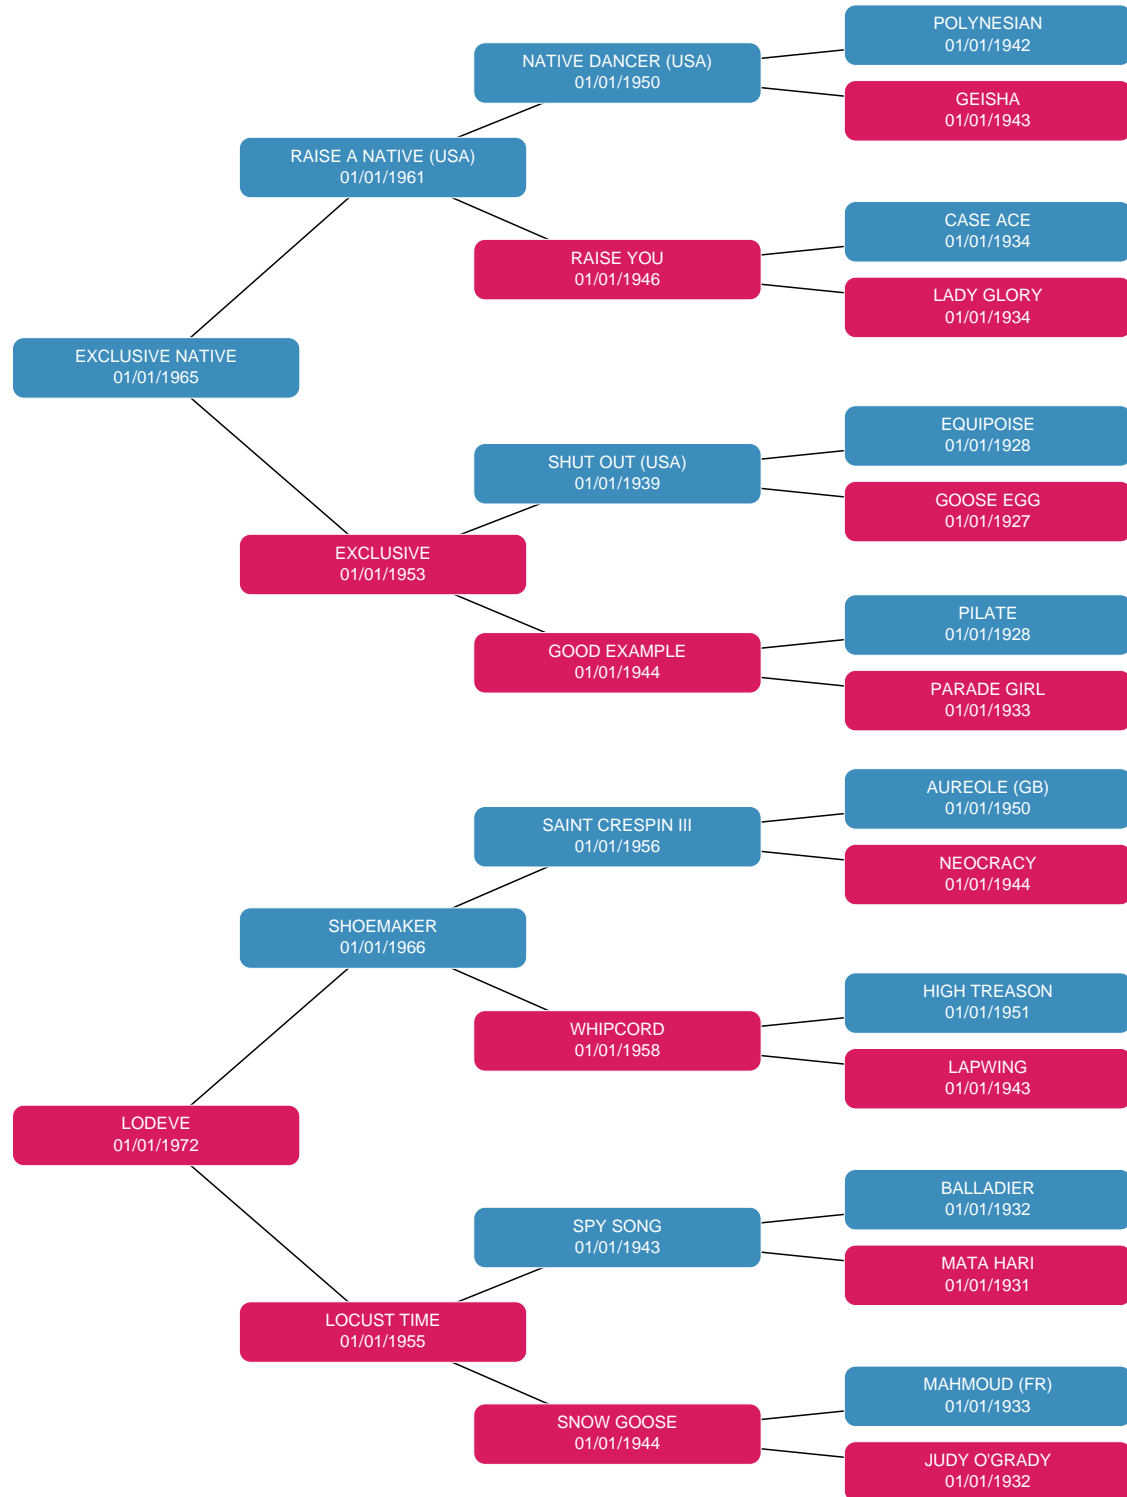 POLYNESIAN
01/01/1942
NATIVE DANCER (USA)
01/01/1950
GEISHA
01/01/1943
RAISE A NATIVE (USA)
01/01/1961
CASE ACE
01/01/1934
RAISE YOU
01/01/1946
LADY GLORY
01/01/1934
EXCLUSIVE NATIVE
01/01/1965
EQUIPOISE
01/01/1928
SHUT OUT (USA)
01/01/1939
GOOSE EGG
01/01/1927
EXCLUSIVE
01/01/1953
PILATE
01/01/1928
GOOD EXAMPLE
01/01/1944
PARADE GIRL
01/01/1933
AUREOLE (GB)
01/01/1950
SAINT CRESPIN III
01/01/1956
NEOCRACY
01/01/1944
SHOEMAKER
01/01/1966
HIGH TREASON
01/01/1951
WHIPCORD
01/01/1958
LAPWING
01/01/1943
LODEVE
01/01/1972
BALLADIER
01/01/1932
SPY SONG
01/01/1943
MATA HARI
01/01/1931
LOCUST TIME
01/01/1955
MAHMOUD (FR)
01/01/1933
SNOW GOOSE
01/01/1944
JUDY O'GRADY
01/01/1932